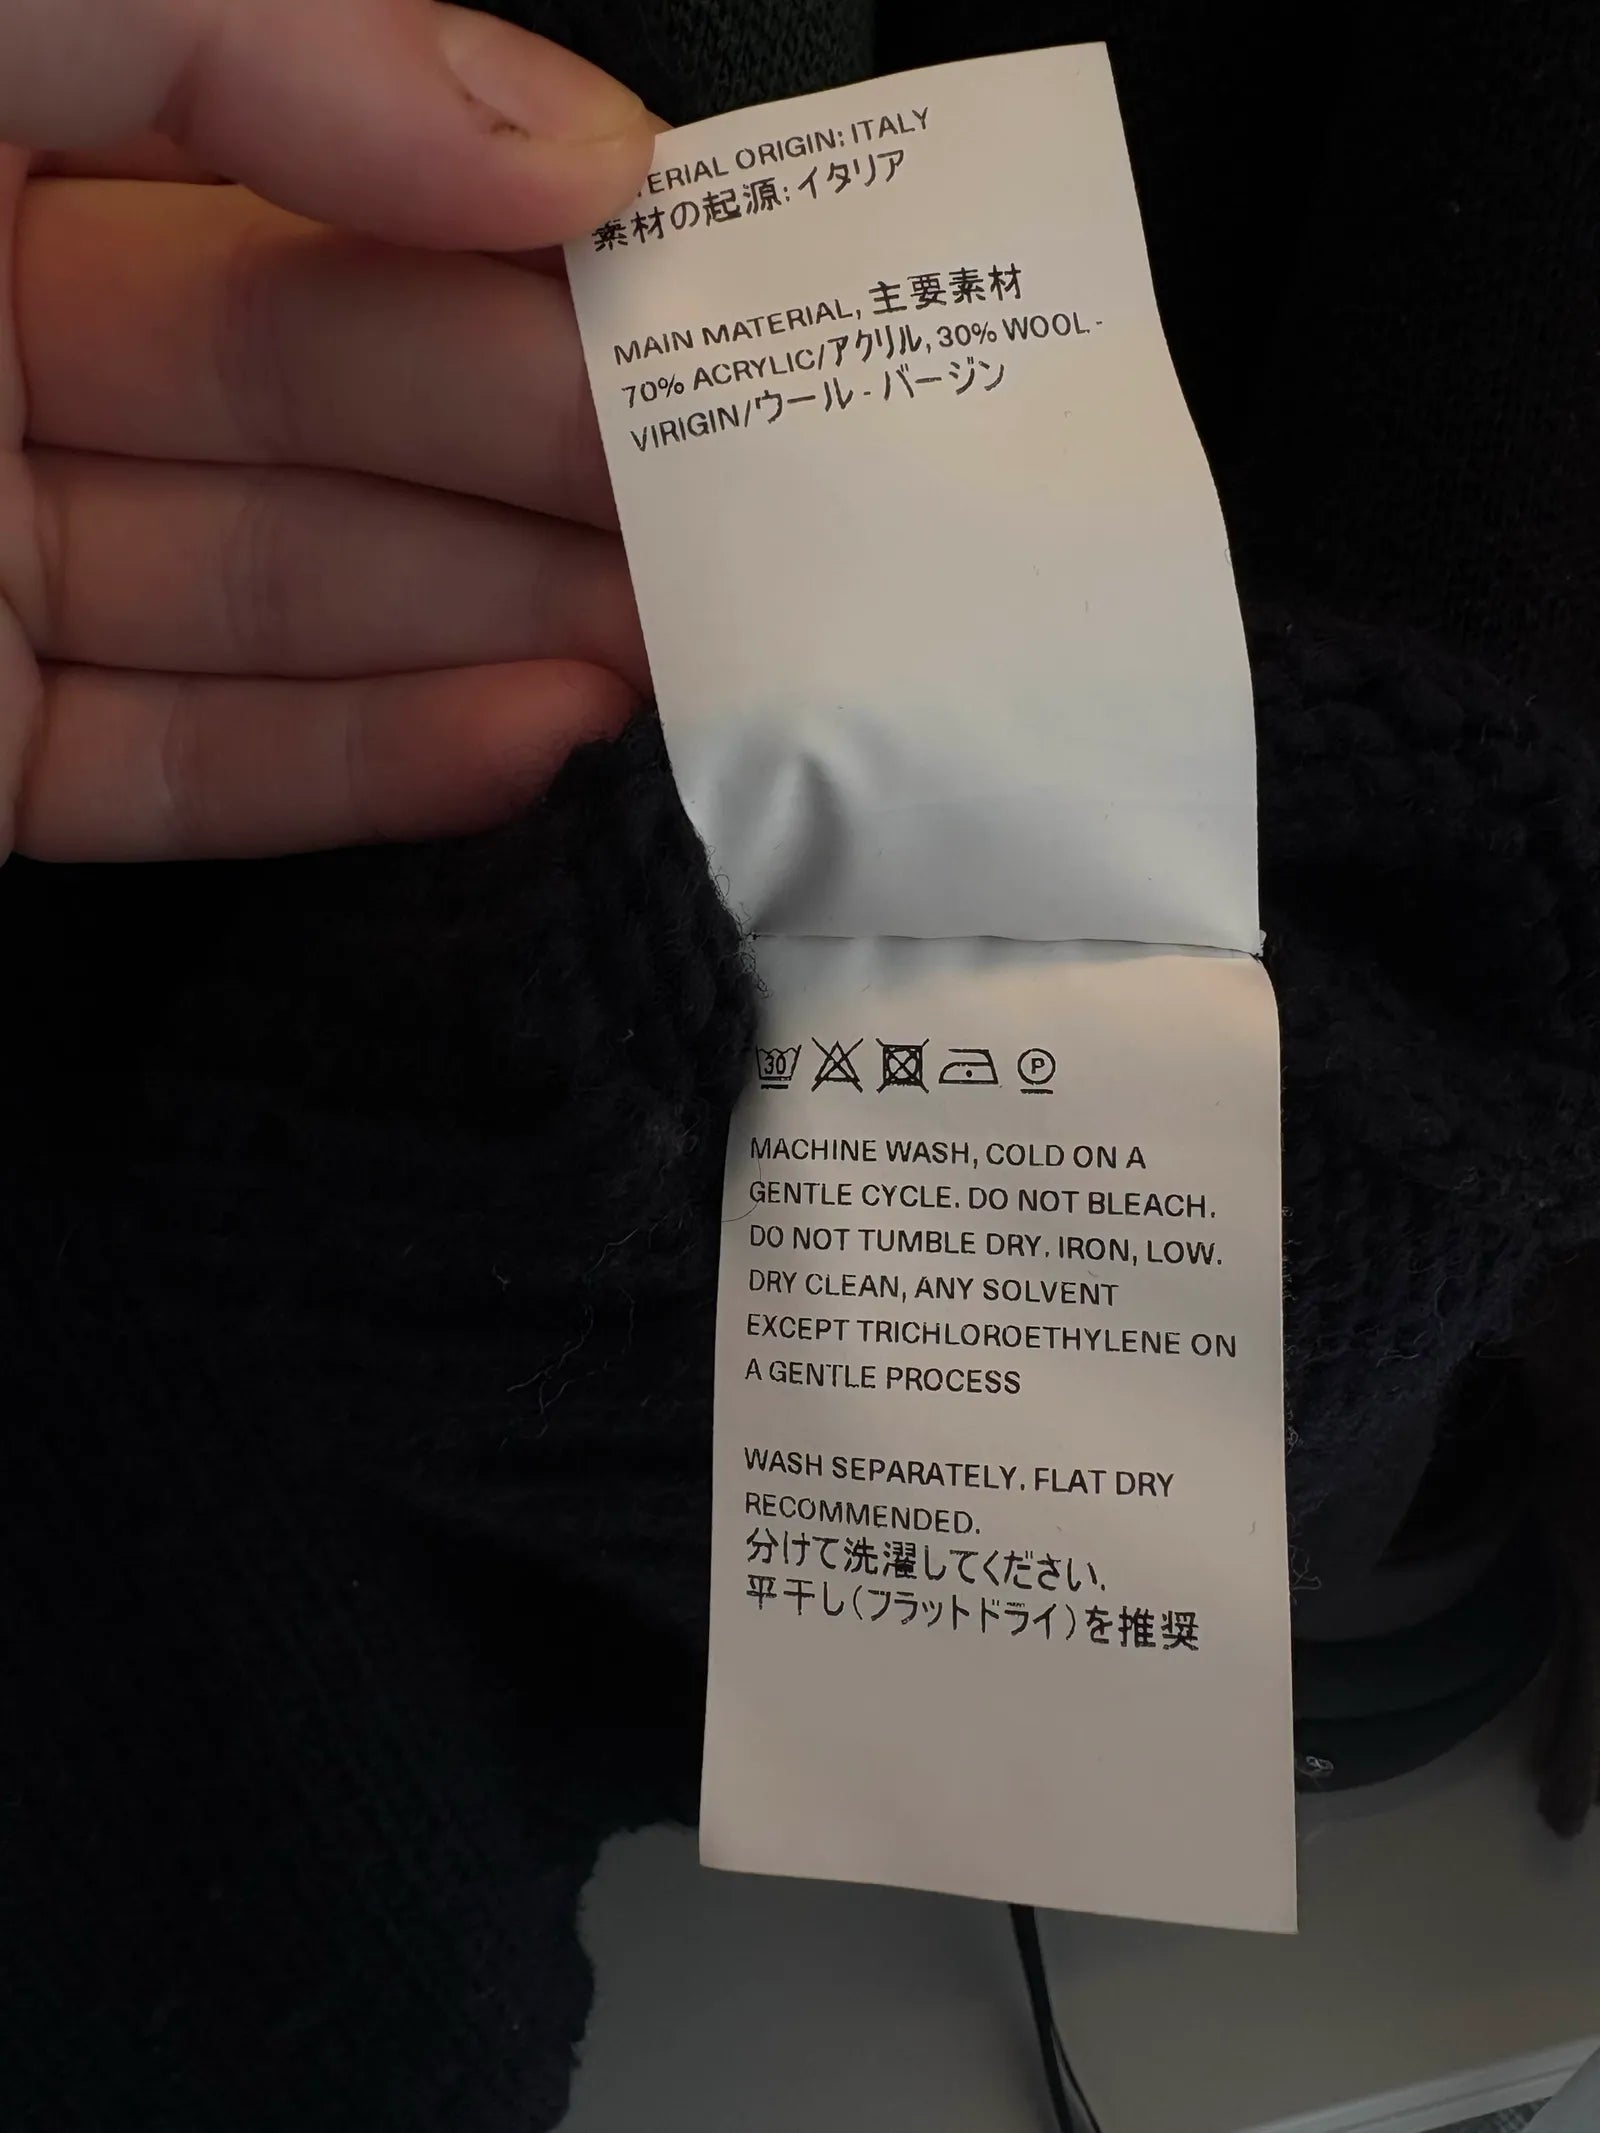 ERIAL ORIGIN: ITALY
素材の起源: イタリア
MAIN MATERIAL, 主要素材
70% ACRYLIC/アクリル, 30% WOOL -
VIRIGIN/ウール - バージン
30
P
MACHINE WASH, COLD ON A
GENTLE CYCLE. DO NOT BLEACH.
DO NOT TUMBLE DRY. IRON, LOW.
DRY CLEAN, ANY SOLVENT
EXCEPT TRICHLOROETHYLENE ON
A GENTLE PROCESS
WASH SEPARATELY. FLAT DRY
RECOMMENDED.
分けて洗濯してください.
平干し(フラットドライ)を推奨